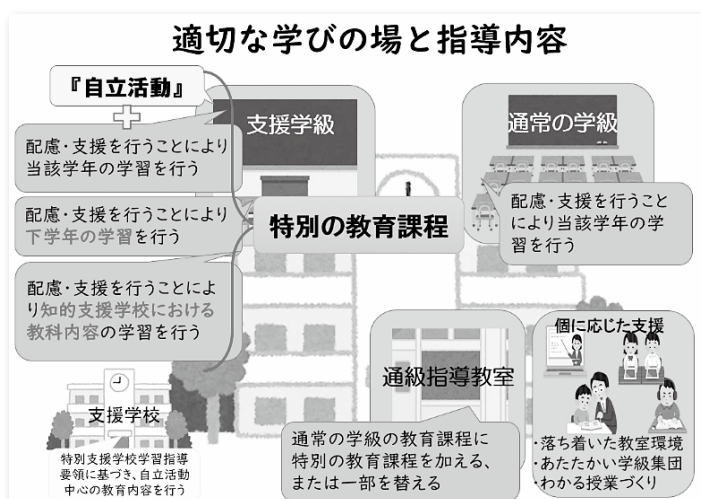 適切な学びの場と指導内容
『自立活動』
支援学級
配慮・支援を行うことにより
当該学年の学習を行う
配慮・支援を行うことにより
下学年の学習を行う
配慮・支援を行うことによ
り知的支援学校における
教科内容の学習を行う
特別の教育課程
通常の学級
配慮・支援を行うこと
により当該学年の学
習を行う
支援学校
特別支援学校学習指導
要領に基づき、自立活動
中心の教育内容を行う
通級指導教室
通常の学級の教育課程に
特別の教育課程を加える、
または一部を替える
個に応じた支援
・落ち着いた教室環境
・あたたかい学級集団
・わかる授業づくり